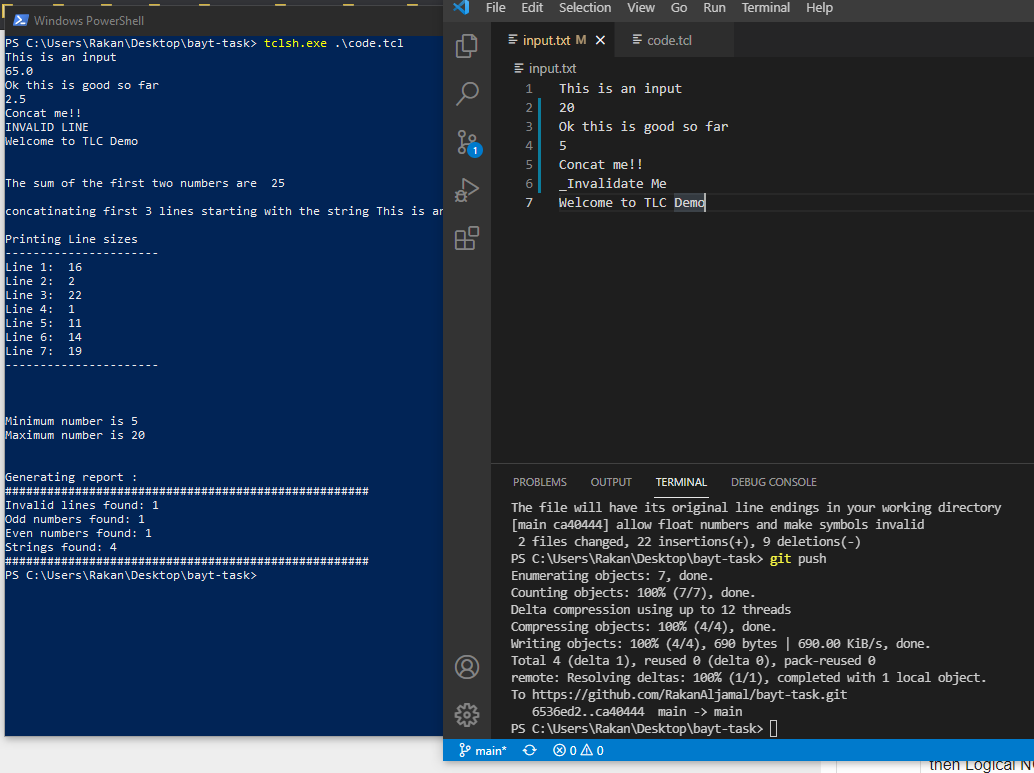 Windows PowerShell
PS C:\Users\Rakan\Desktop\bayt-task> tclsh.exe .\code.tcl
This is an input
65.0
Ok this is good so far
2.5
Concat me!!
INVALID LINE
Welcome to TLC Demo
The sum of the first two numbers are  25
concatinating first 3 lines starting with the string This is an
Printing Line sizes
----------------------
Line 1:  16
Line 2:  2
Line 3:  22
Line 4:  1
Line 5:  11
Line 6:  14
Line 7:  19
----------------------
Minimum number is 5
Maximum number is 20
Generating report :
####################################################
Invalid lines found: 1
Odd numbers found: 1
Even numbers found: 1
Strings found: 4
####################################################
PS C:\Users\Rakan\Desktop\bayt-task>
File Edit Selection View Go Run Terminal Help
input.txt M code.tcl
input.txt
1 This is an input
2 20
3 Ok this is good so far
4 5
5 Concat me!!
6 _Invalidate Me
7 Welcome to TLC Demo
1
PROBLEMS OUTPUT TERMINAL DEBUG CONSOLE
The file will have its original line endings in your working directory
[main ca40444] allow float numbers and make symbols invalid
 2 files changed, 22 insertions(+), 9 deletions(-)
PS C:\Users\Rakan\Desktop\bayt-task> git push
Enumerating objects: 7, done.
Counting objects: 100% (7/7), done.
Delta compression using up to 12 threads
Compressing objects: 100% (4/4), done.
Writing objects: 100% (4/4), 690 bytes | 690.00 KiB/s, done.
Total 4 (delta 1), reused 0 (delta 0), pack-reused 0
remote: Resolving deltas: 100% (1/1), completed with 1 local object.
To https://github.com/RakanAljamal/bayt-task.git
   6536ed2..ca40444  main -> main
PS C:\Users\Rakan\Desktop\bayt-task>
main* 0 0
then Logical